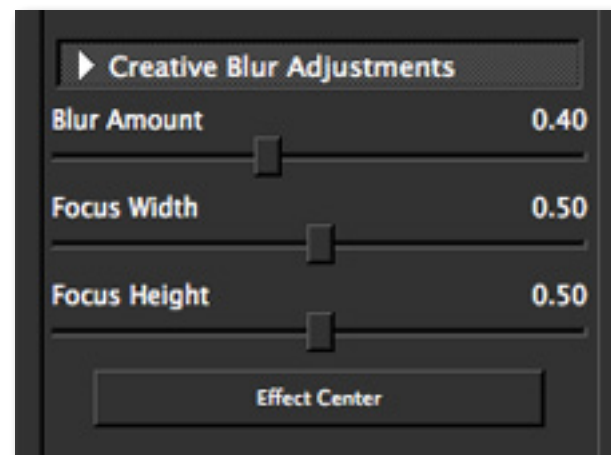 Creative Blur Adjustments
Blur Amount 0.40
Focus Width 0.50
Focus Height 0.50
Effect Center